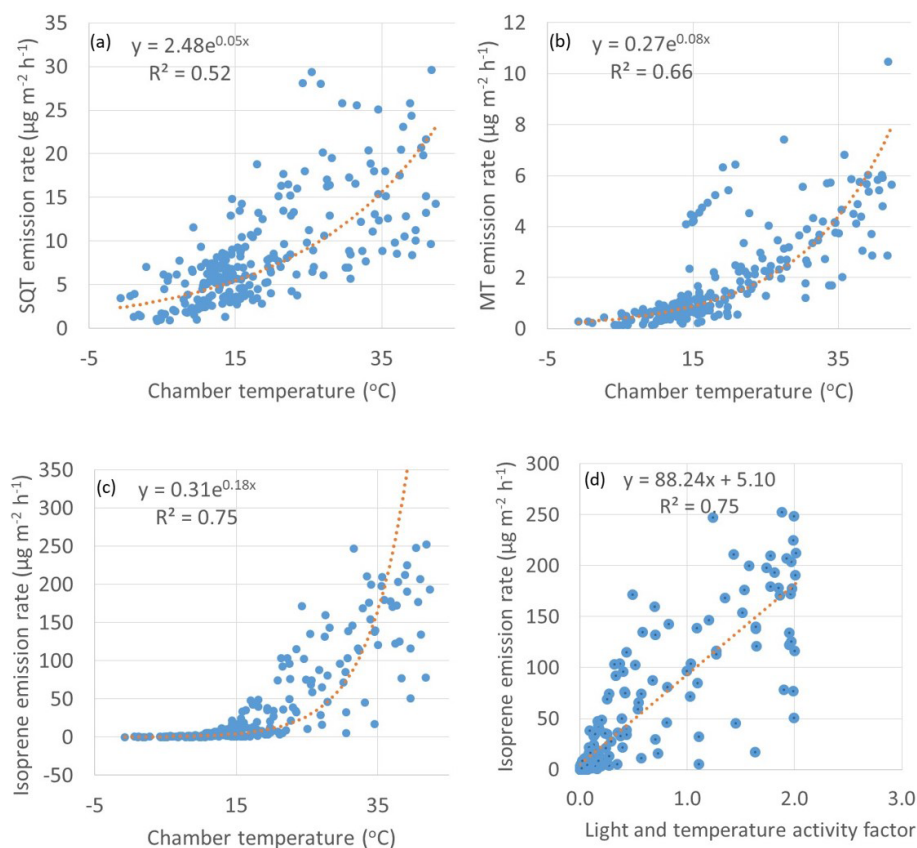 (a)
y = 2.48e^0.05x
R² = 0.52
SQT emission rate (µg m⁻² h⁻¹)
35
30
25
20
15
10
5
0
-5 15 35
Chamber temperature (°C)
(b)
y = 0.27e^0.08x
R² = 0.66
MT emission rate (µg m⁻² h⁻¹)
12
10
8
6
4
2
0
-5 15 35
Chamber temperature (°C)
(c)
y = 0.31e^0.18x
R² = 0.75
Isoprene emission rate (µg m⁻² h⁻¹)
350
300
250
200
150
100
50
0
-50
-5 15 35
Chamber temperature (°C)
(d)
y = 88.24x + 5.10
R² = 0.75
Isoprene emission rate (µg m⁻² h⁻¹)
300
250
200
150
100
50
0
0.0 1.0 2.0 3.0
Light and temperature activity factor